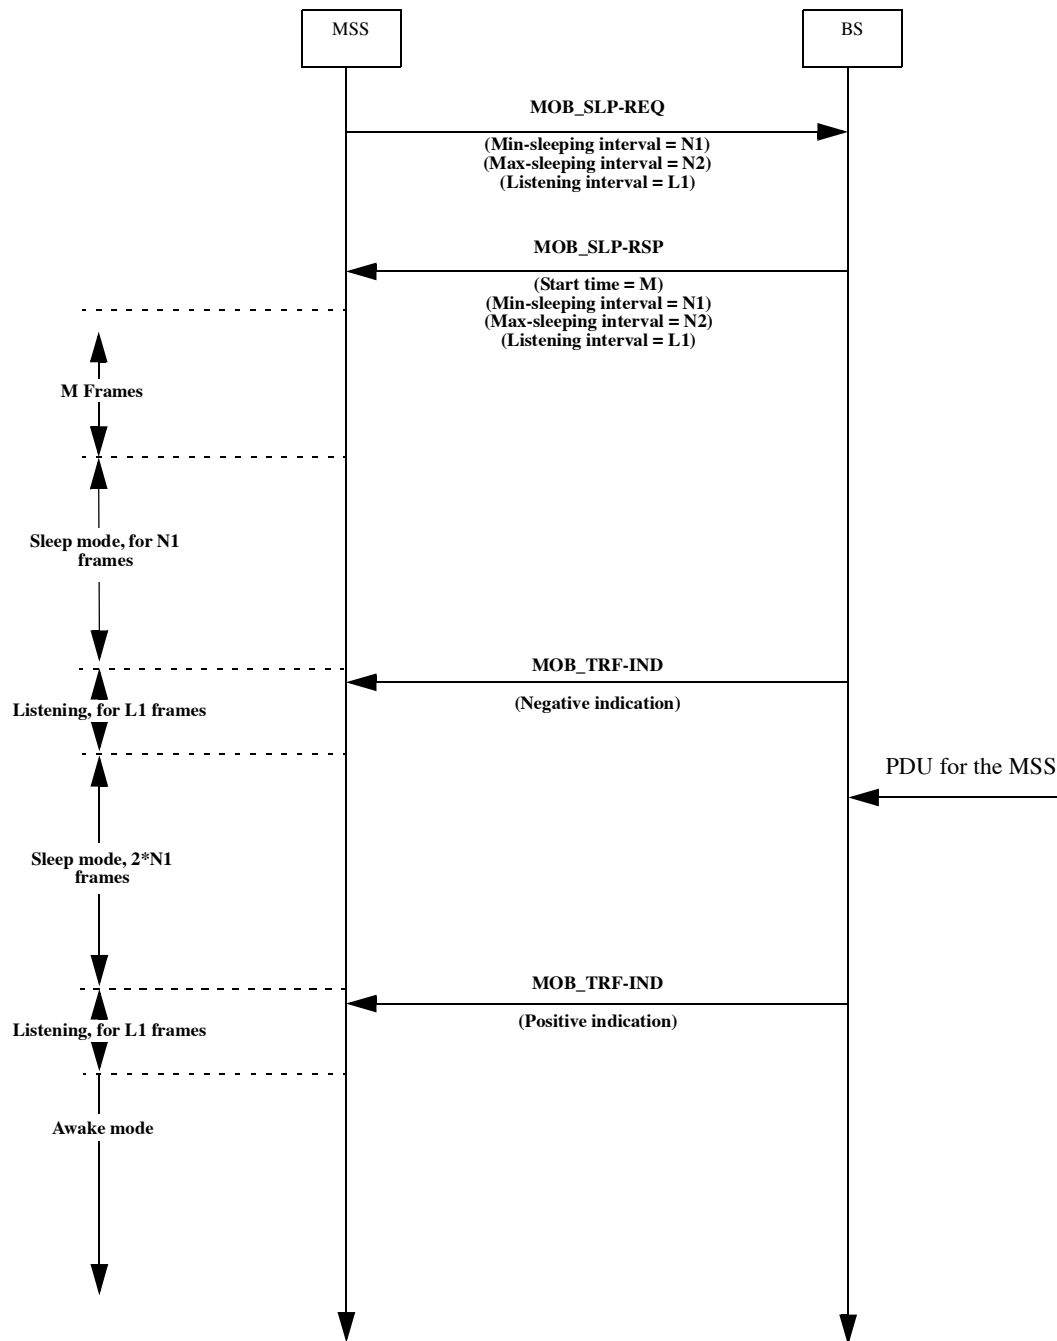 MSS
BS
MOB_SLP-REQ
(Min-sleeping interval = N1)
(Max-sleeping interval = N2)
(Listening interval = L1)
MOB_SLP-RSP
(Start time = M)
(Min-sleeping interval = N1)
(Max-sleeping interval = N2)
(Listening interval = L1)
M Frames
Sleep mode, for N1
frames
MOB_TRF-IND
(Negative indication)
Listening, for L1 frames
PDU for the MSS
Sleep mode, 2*N1
frames
MOB_TRF-IND
(Positive indication)
Listening, for L1 frames
Awake mode